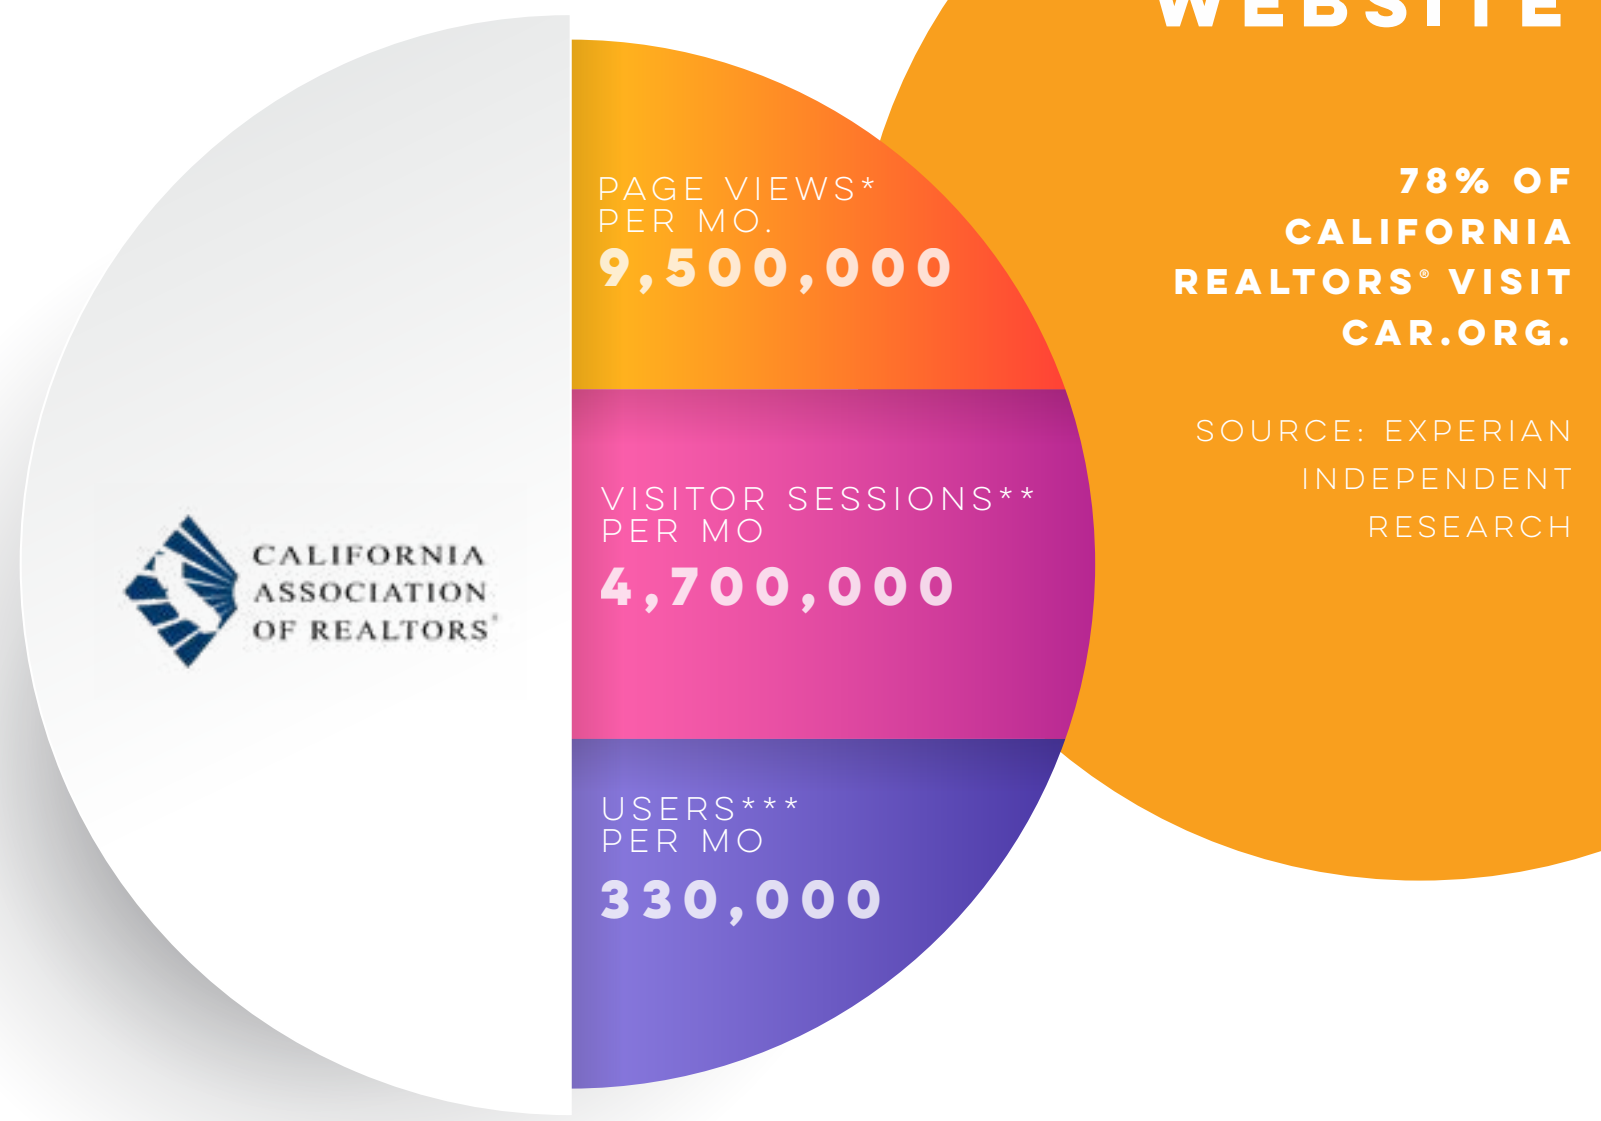 WEBSITE
PAGE VIEWS*
PER MO.
9,500,000
VISITOR SESSIONS**
PER MO
4,700,000
USERS***
PER MO
330,000
CALIFORNIA
ASSOCIATION
OF REALTORS®
78% OF
CALIFORNIA
REALTORS® VISIT
CAR.ORG.
SOURCE: EXPERIAN
INDEPENDENT
RESEARCH